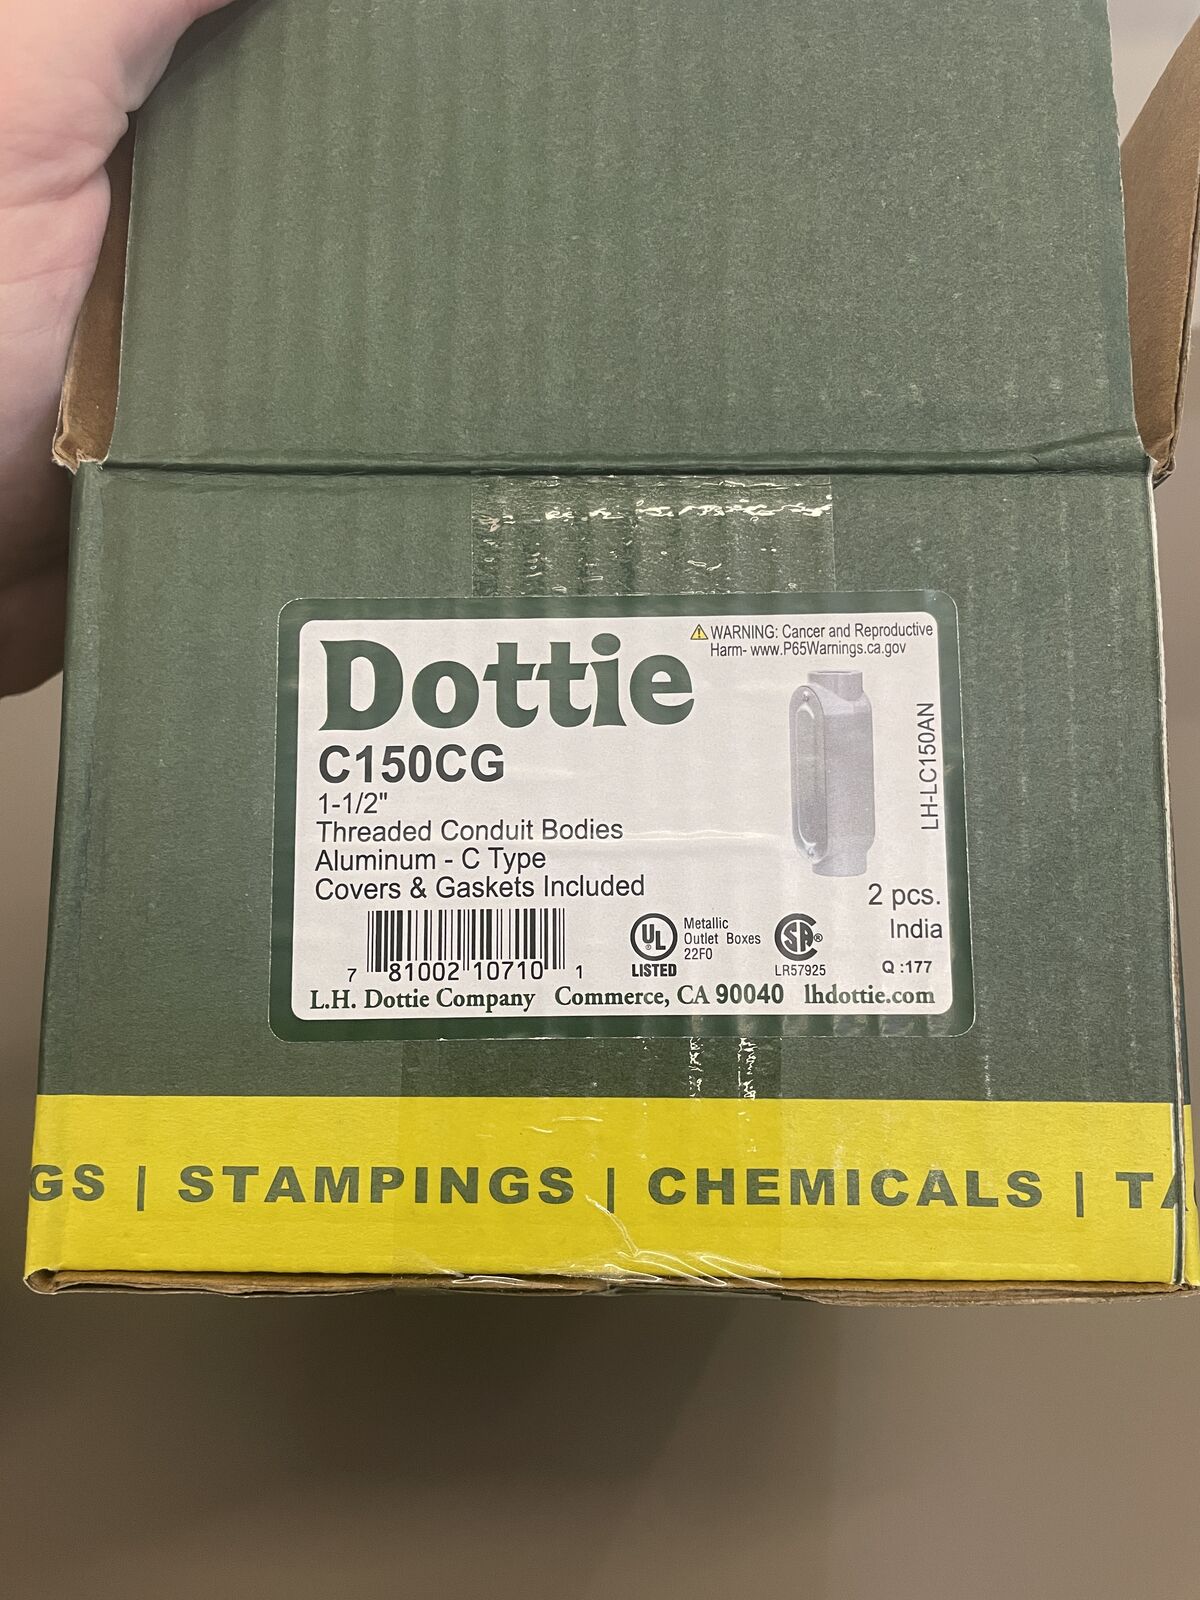 Dottie
WARNING: Cancer and Reproductive
Harm- www.P65Warnings.ca.gov
C150CG
1-1/2"
Threaded Conduit Bodies
Aluminum - C Type
Covers & Gaskets Included
LH-LC150AN
2 pcs.
India
7 81002 10710 1
UL
LISTED
Metallic
Outlet Boxes
22F0
SA®
LR57925
Q :177
L.H. Dottie Company Commerce, CA 90040 lhdottie.com
GS | STAMPINGS | CHEMICALS | TA